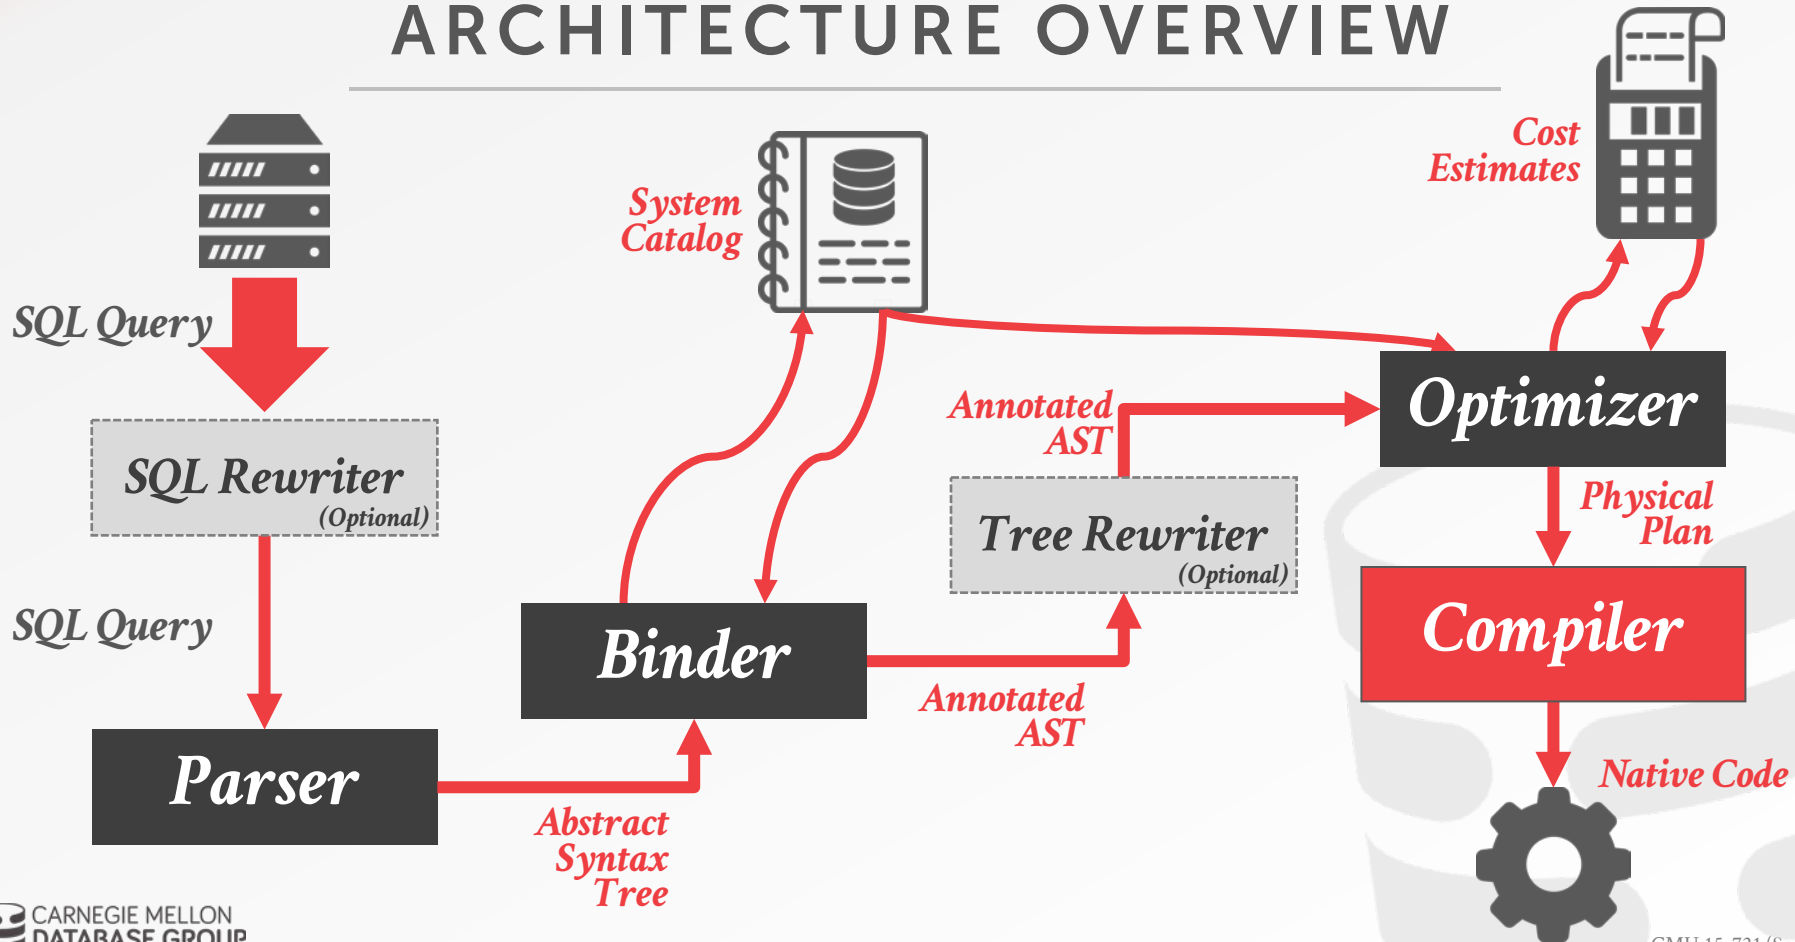 ARCHITECTURE OVERVIEW
Cost
Estimates
System
Catalog
SQL Query
SQL Rewriter
(Optional)
SQL Query
Parser
Abstract
Syntax
Tree
Binder
Annotated
AST
Tree Rewriter
(Optional)
Annotated
AST
Optimizer
Physical
Plan
Compiler
Native Code
CARNEGIE MELLON
DATABASE GROUP